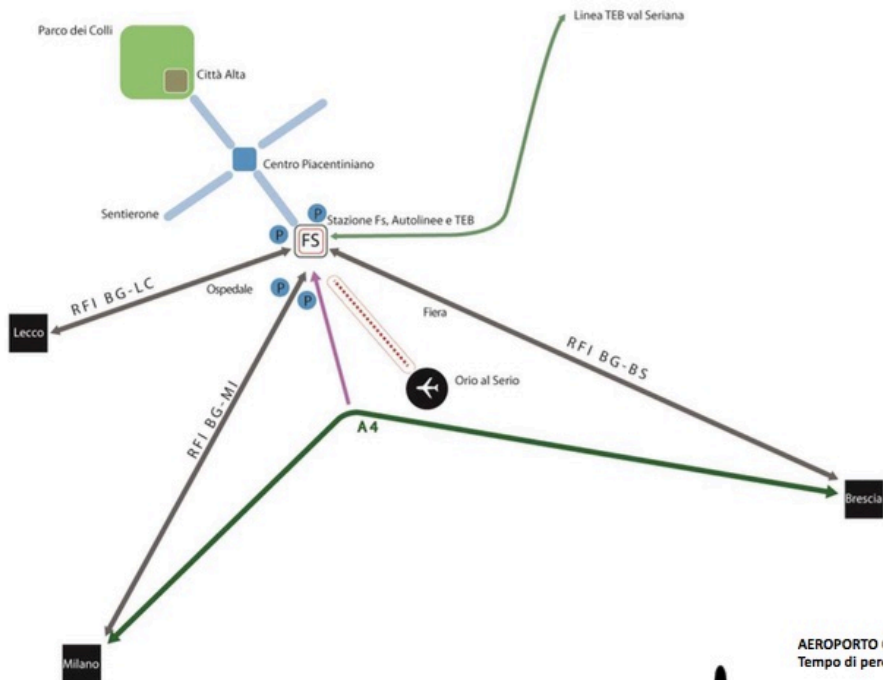 Linea TEB val Seriana
Parco dei Colli
Città Alta
Centro Piacentiniano
Sentierone
P
Stazione Fs, Autolinee e TEB
P
FS
RFI BG-LC
Ospedale
P
P
Fiera
Lecco
RFI BG-BS
Orio al Serio
RFI BG-MI
A4
Brescia
Milano
AEROPORTO
Tempo di